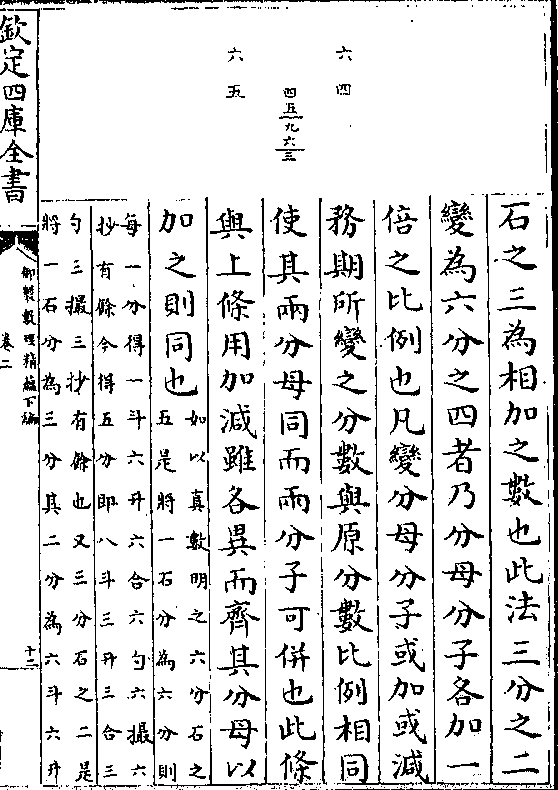 六四
四五九六三
六五
石之三為相加之數也此法三分之二
變為六分之四者乃分母分子各加一
倍之比例也凡變分母分子或加或減
務期所變之分數與原分數比例相同
使其兩分母同而兩分子可併也此條
與上條用加減雖各異而齊其分母以
加之則同也
如以真數明之六分石之
五是將一石分為六分則
每一分得一斗六升六合六勺六撮六
抄有餘今得五分即八斗三升三合三
勺三撮三抄有餘也又三分石之二是
將一石分為三分其二分為六斗六升
欽定四庫全書
御製數理精蘊下編
卷二